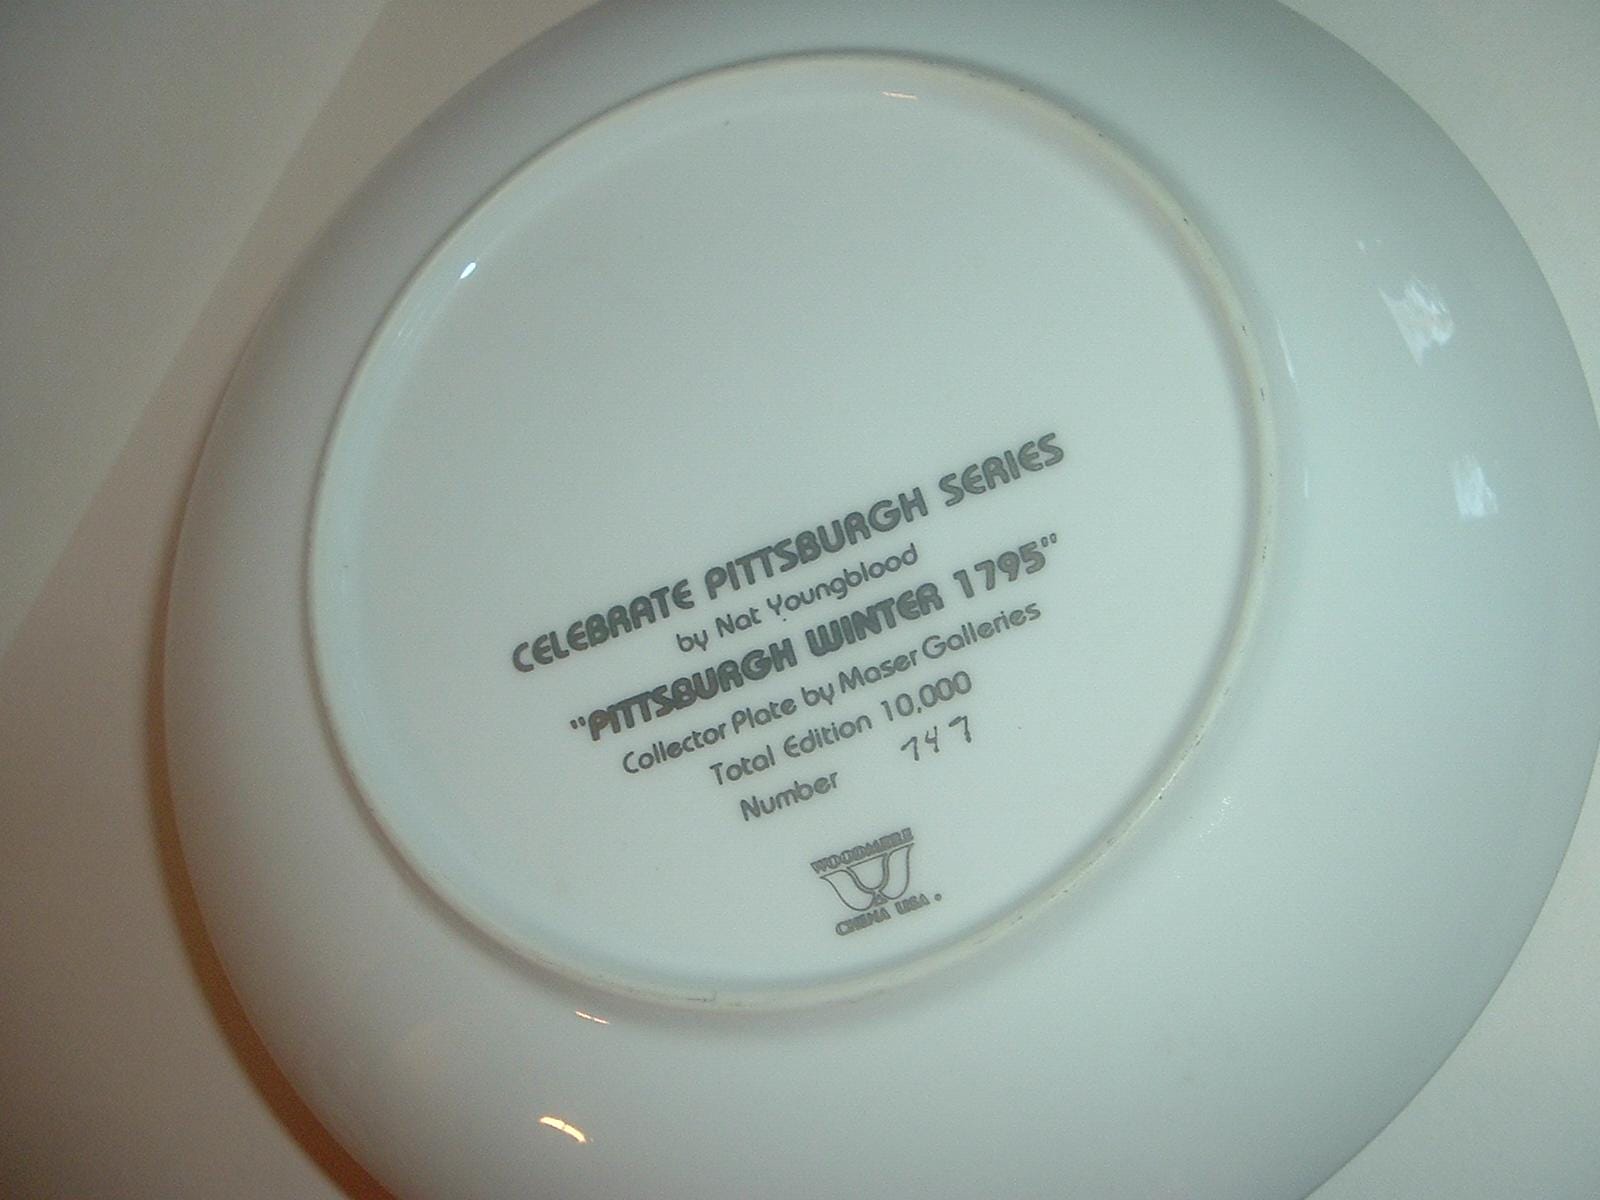 CELEBRATE PITTSBURGH SERIES
by Nat Youngblood
"PITTSBURGH WINTER 1795"
Collector Plate by Maser Galleries
Total Edition 10,000
Number 747
WOODMERE
CHINA USA